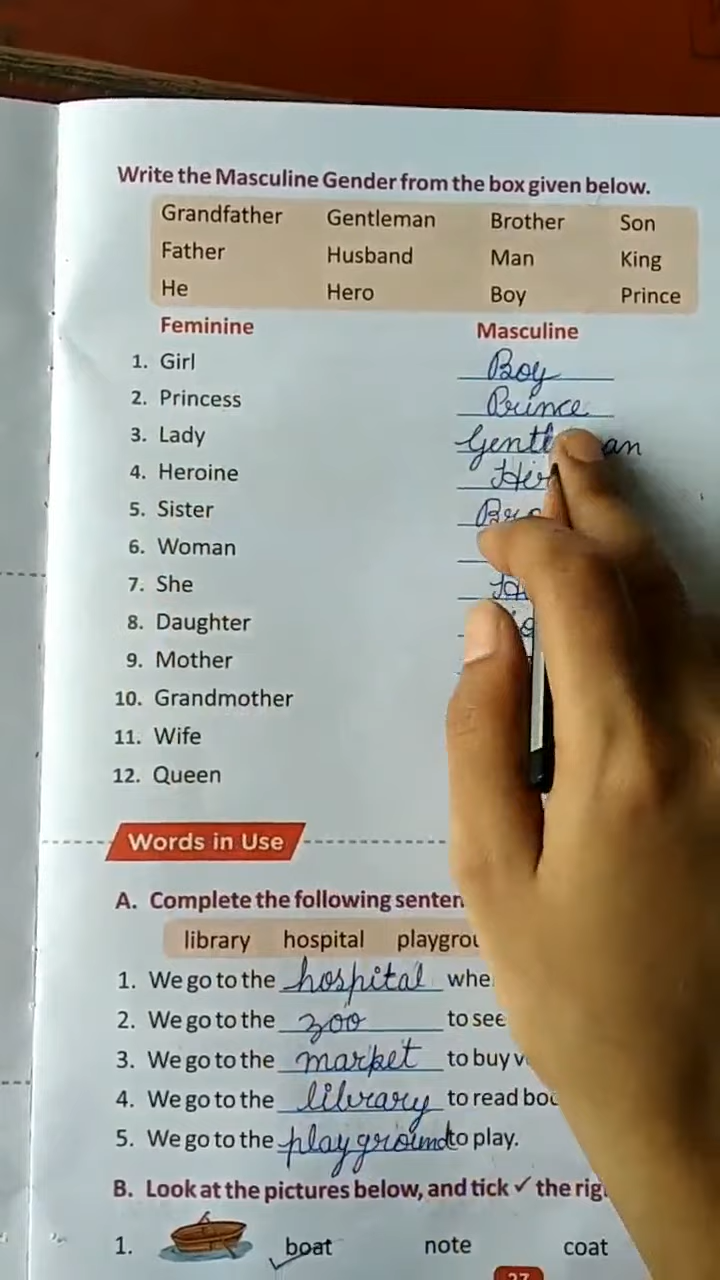 Write the Masculine Gender from the box given below.
Grandfather Gentleman Brother Son
Father Husband Man King
He Hero Boy Prince
Feminine Masculine
1. Girl Boy
2. Princess Prince
3. Lady
4. Heroine
5. Sister
6. Woman
7. She
8. Daughter
9. Mother
10. Grandmother
11. Wife
12. Queen
Words in Use
A. Complete the following
library hospital
1. We go to the hospital
2. We go to the zoo to see
3. We go to the market to buy
4. We go to the library to read
5. We go to the playground to play.
B. Look at the pictures below, and tick ✓ the
1. boat note coat
27